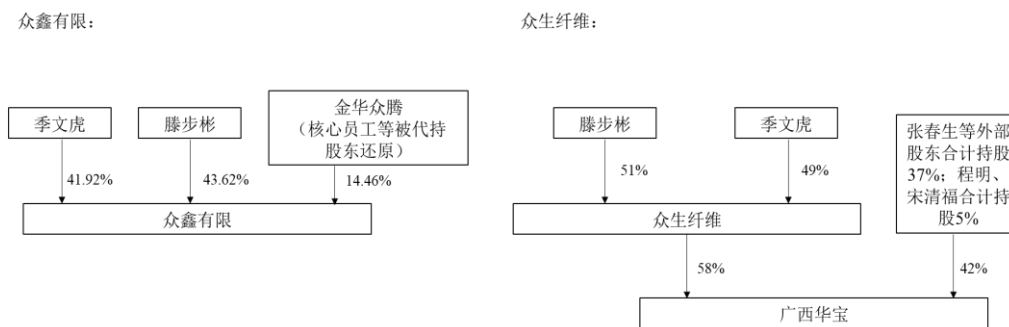 众鑫有限：
众生纤维：
季文虎
滕步彬
金华众腾
（核心员工等被代持
股东还原）
41.92%
43.62%
14.46%
众鑫有限
滕步彬
季文虎
张春生等外部
股东合计持股
37%；程明、
宋清福合计持
股5%
51%
49%
众生纤维
58%
42%
广西华宝